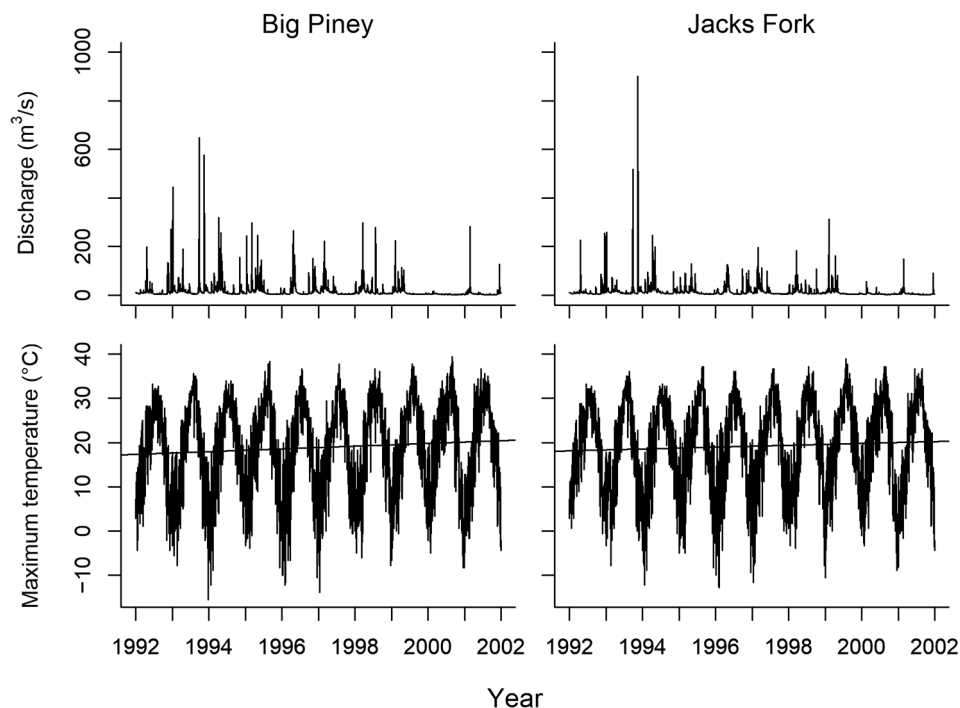 Big Piney
Jacks Fork
Discharge (m³/s)
1000
600
200
0
Maximum temperature (°C)
40
30
20
10
0
−10
1992 1994 1996 1998 2000 2002
1992 1994 1996 1998 2000 2002
Year